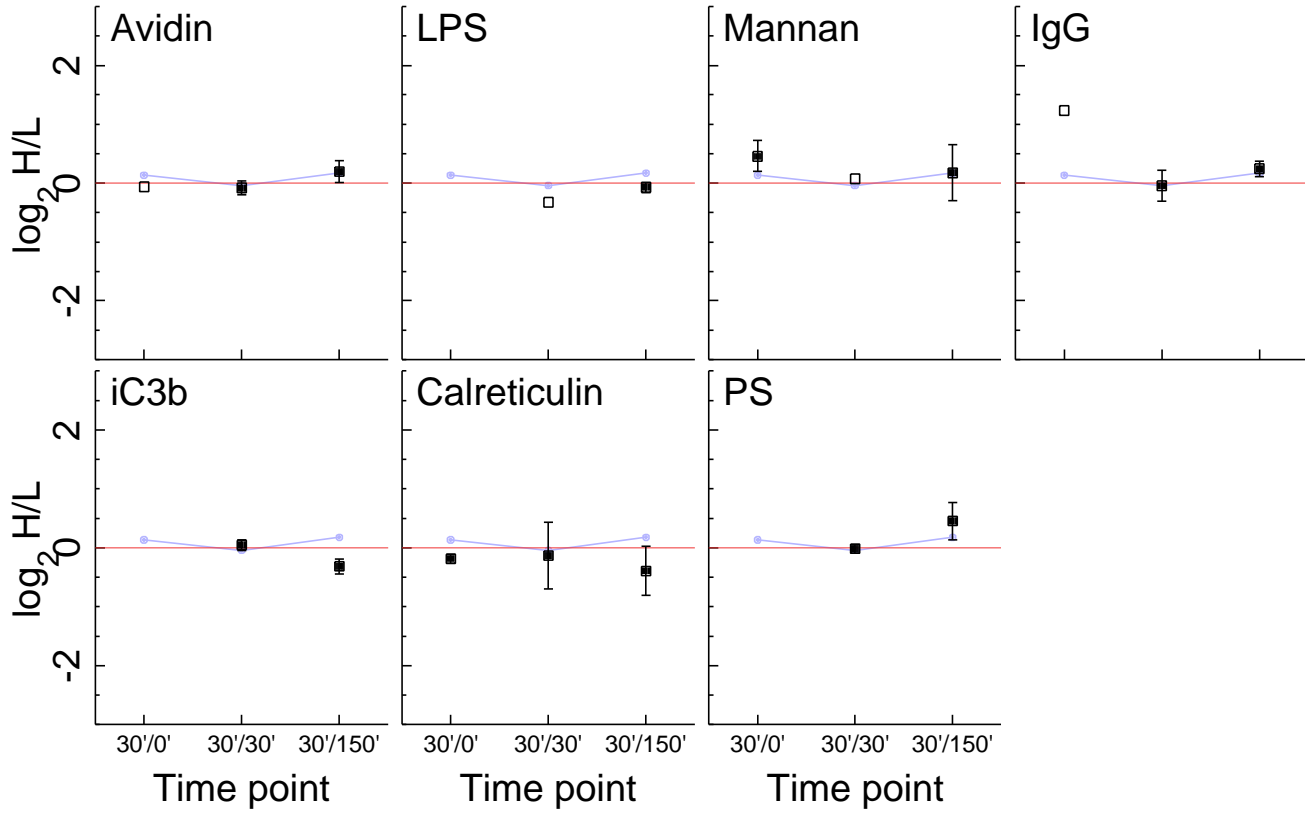 Avidin
LPS
Mannan
IgG
2
0
-2
log2 H/L
iC3b
Calreticulin
PS
2
0
-2
log2 H/L
30'/0' 30'/30' 30'/150'
30'/0' 30'/30' 30'/150'
30'/0' 30'/30' 30'/150'
Time point
Time point
Time point